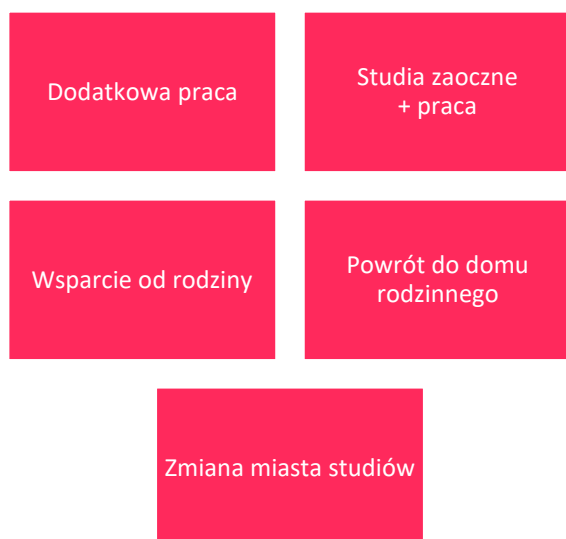 Dodatkowa praca
Studia zaoczne
+ praca
Wsparcie od rodziny
Powrót do domu
rodzinnego
Zmiana miasta studiów